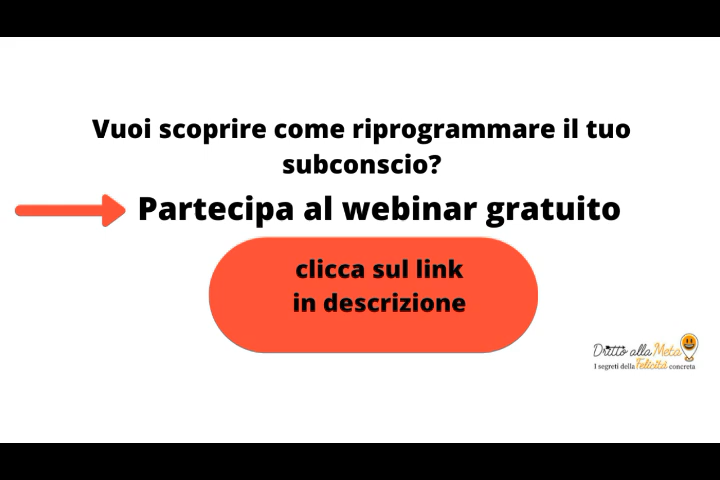 Vuoi scoprire come riprogrammare il tuo
subconscio?
Partecipa al webinar gratuito
clicca sul link
in descrizione
Dritto alla Meta
I segreti della Felicità concreta